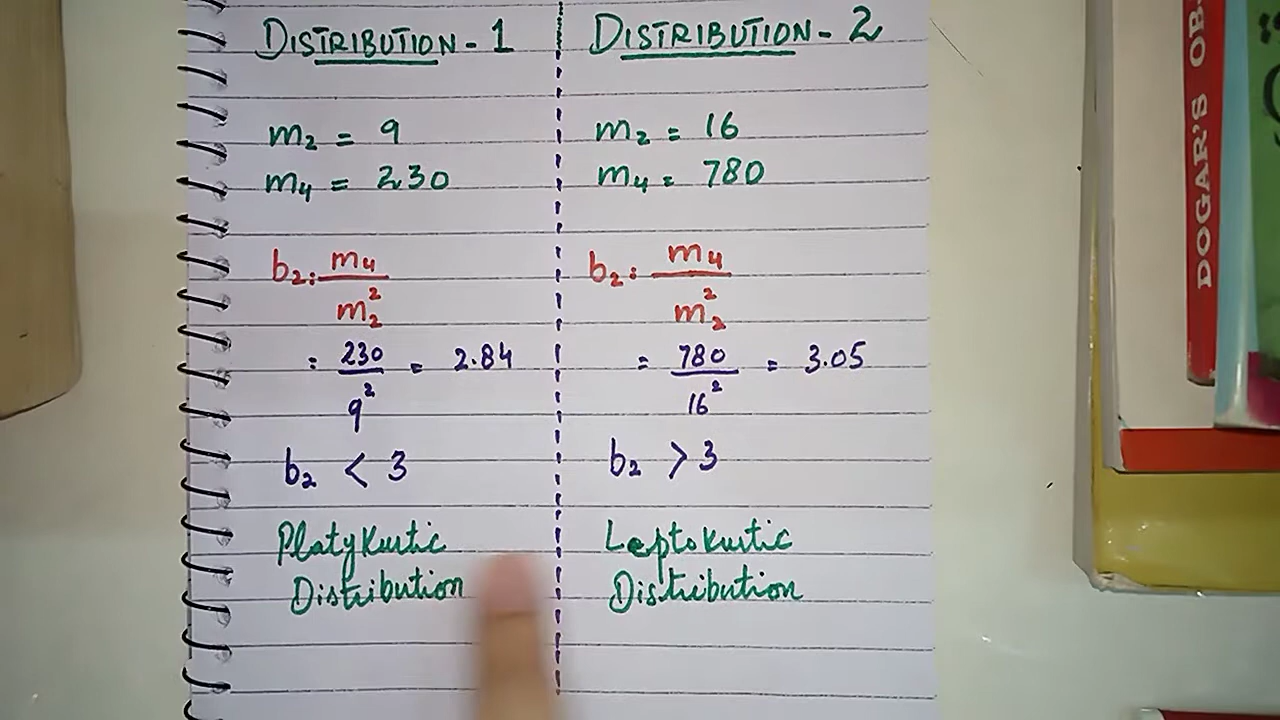 DISTRIBUTION - 1
m₂ = 9
m₄ = 230
b₂ = m₄ / m₂²
= 230 / 9² = 2.84
b₂ < 3
Platykurtic
Distribution
DISTRIBUTION - 2
m₂ = 16
m₄ = 780
b₂ = m₄ / m₂²
= 780 / 16² = 3.05
b₂ > 3
Leptokurtic
Distribution
DOGAR'S